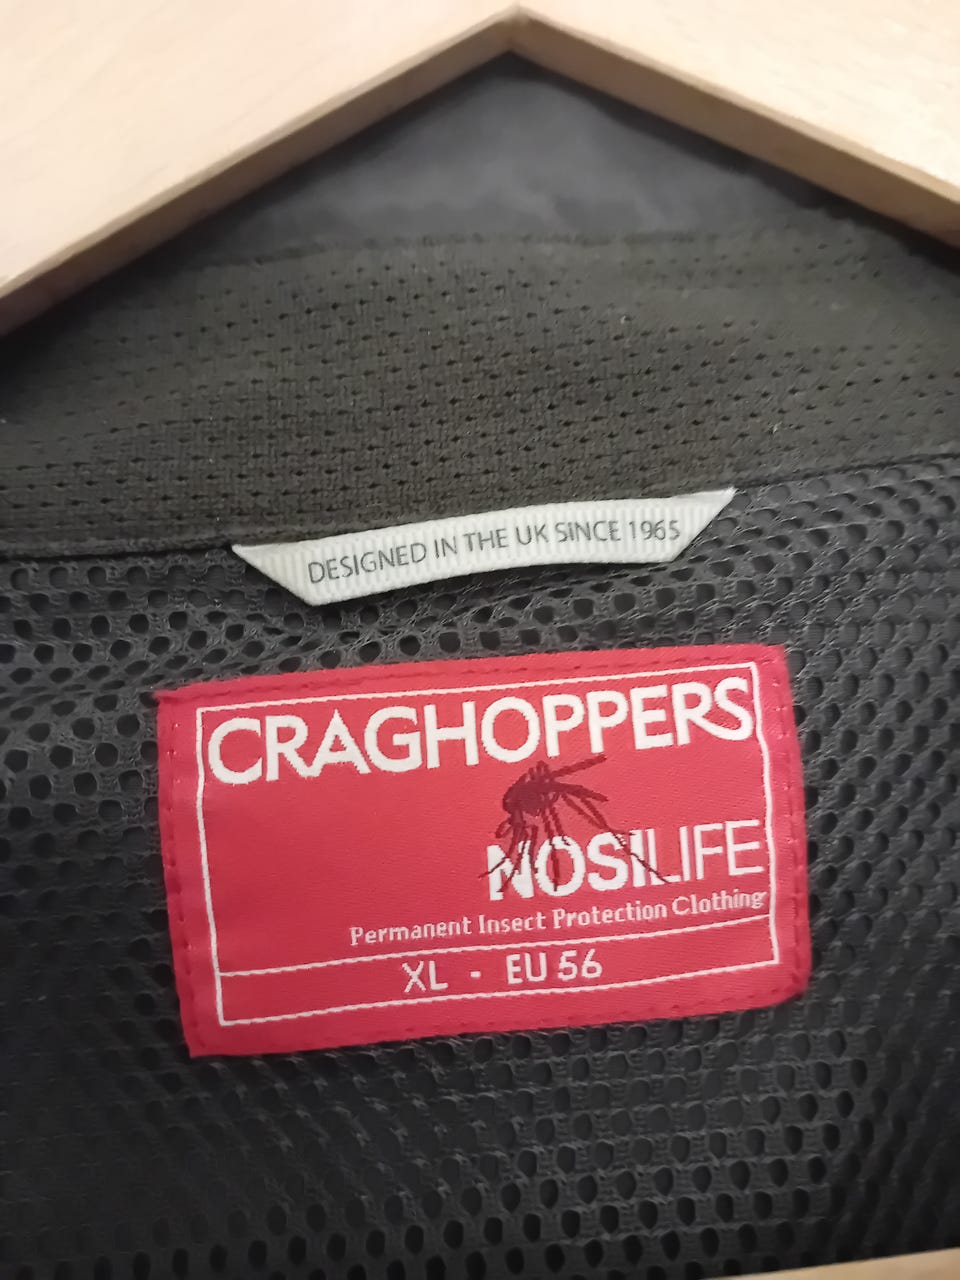 DESIGNED IN THE UK SINCE 1965
CRAGHOPPERS
NOSILIFE
Permanent Insect Protection Clothing
XL - EU 56